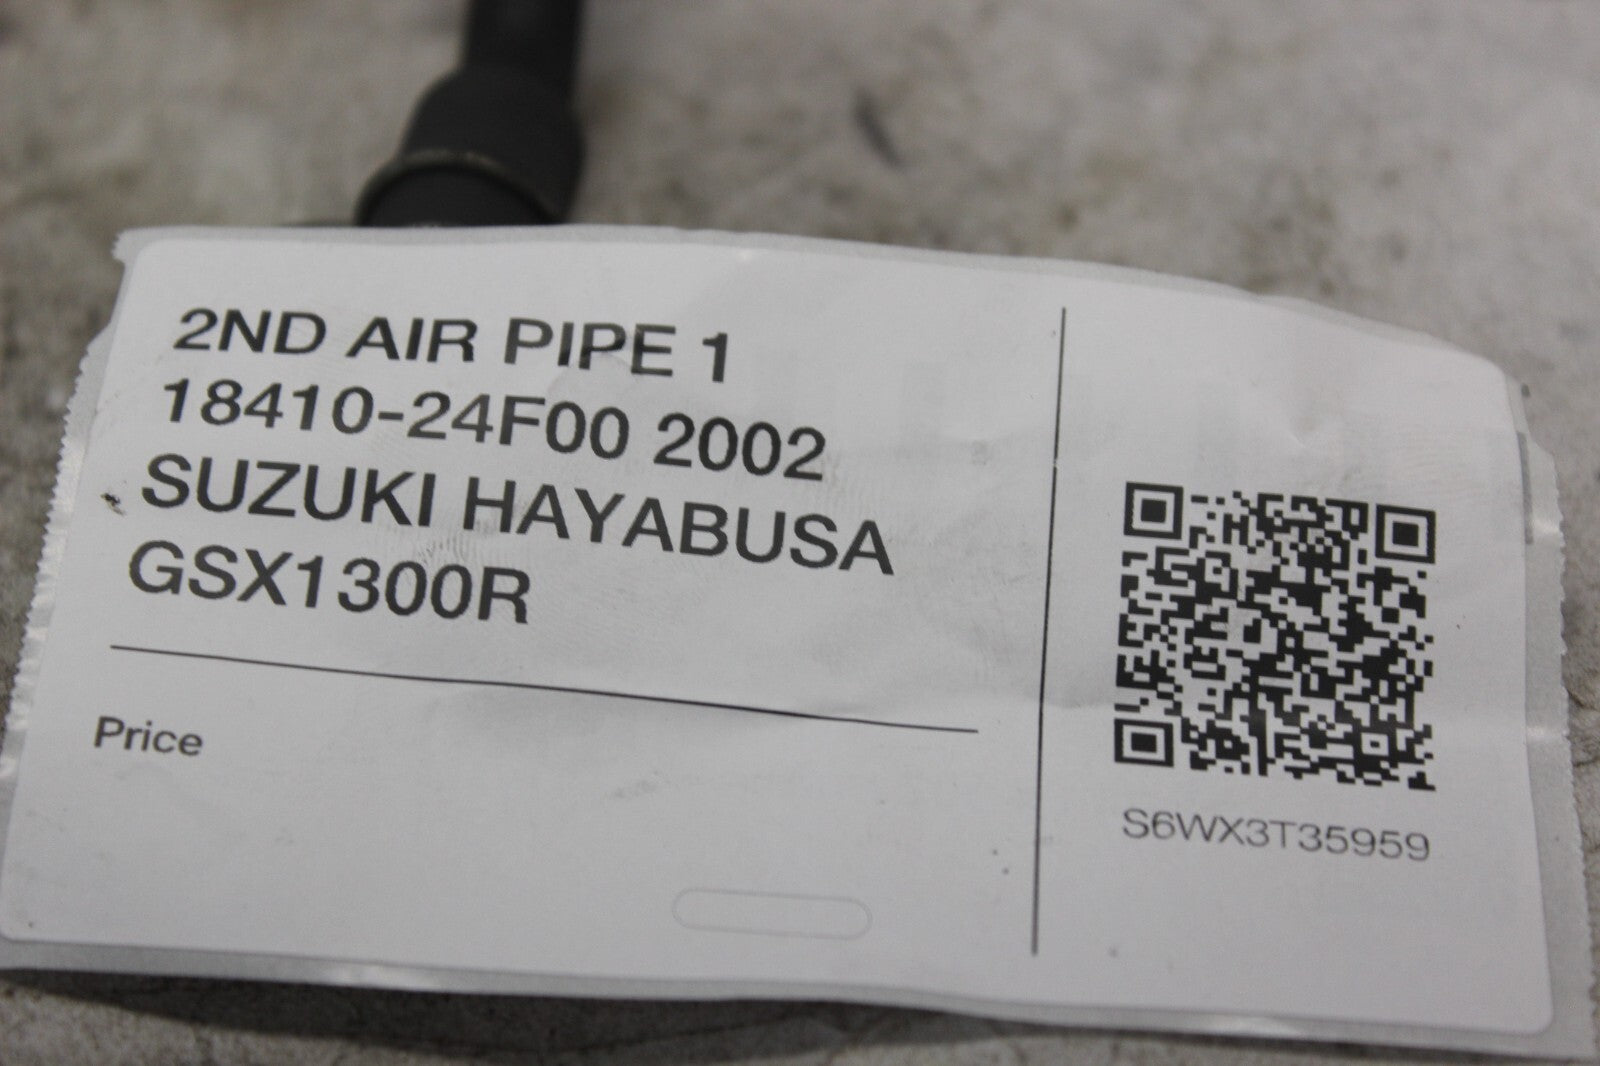 2ND AIR PIPE 1
18410-24F00 2002
SUZUKI HAYABUSA
GSX1300R
Price
S6WX3T35959